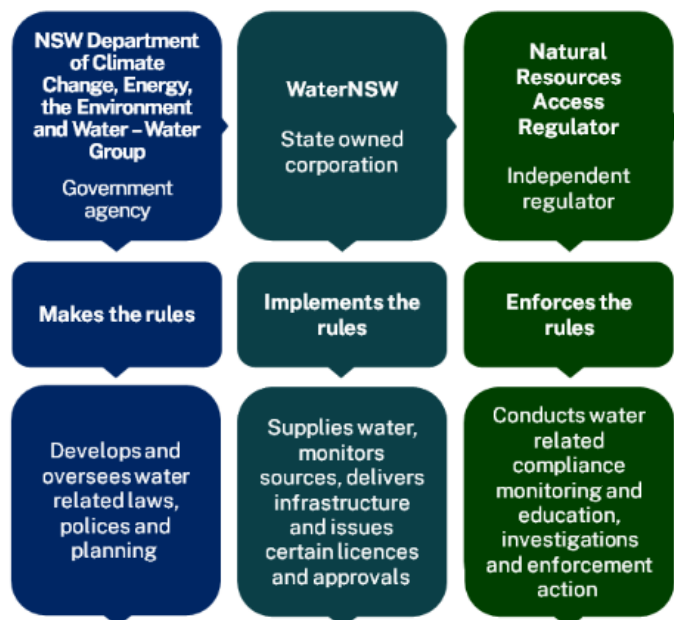 NSW Department
of Climate
Change, Energy,
the Environment
and Water – Water
Group
Government
agency
WaterNSW
State owned
corporation
Natural
Resources
Access
Regulator
Independent
regulator
Makes the rules
Implements the
rules
Enforces the
rules
Develops and
oversees water
related laws,
polices and
planning
Supplies water,
monitors
sources, delivers
infrastructure
and issues
certain licences
and approvals
Conducts water
related
compliance
monitoring and
education,
investigations
and enforcement
action